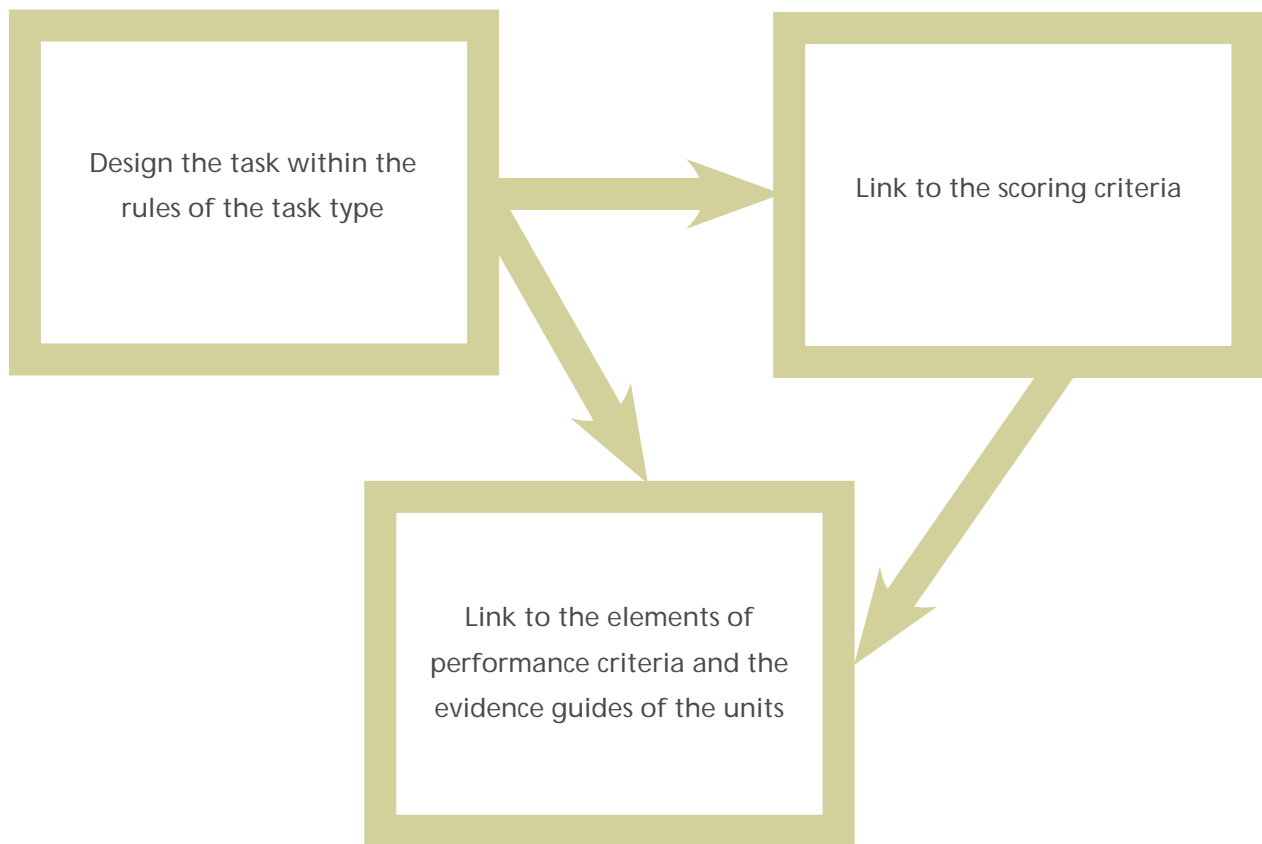 Design the task within the
rules of the task type
Link to the scoring criteria
Link to the elements of
performance criteria and the
evidence guides of the units